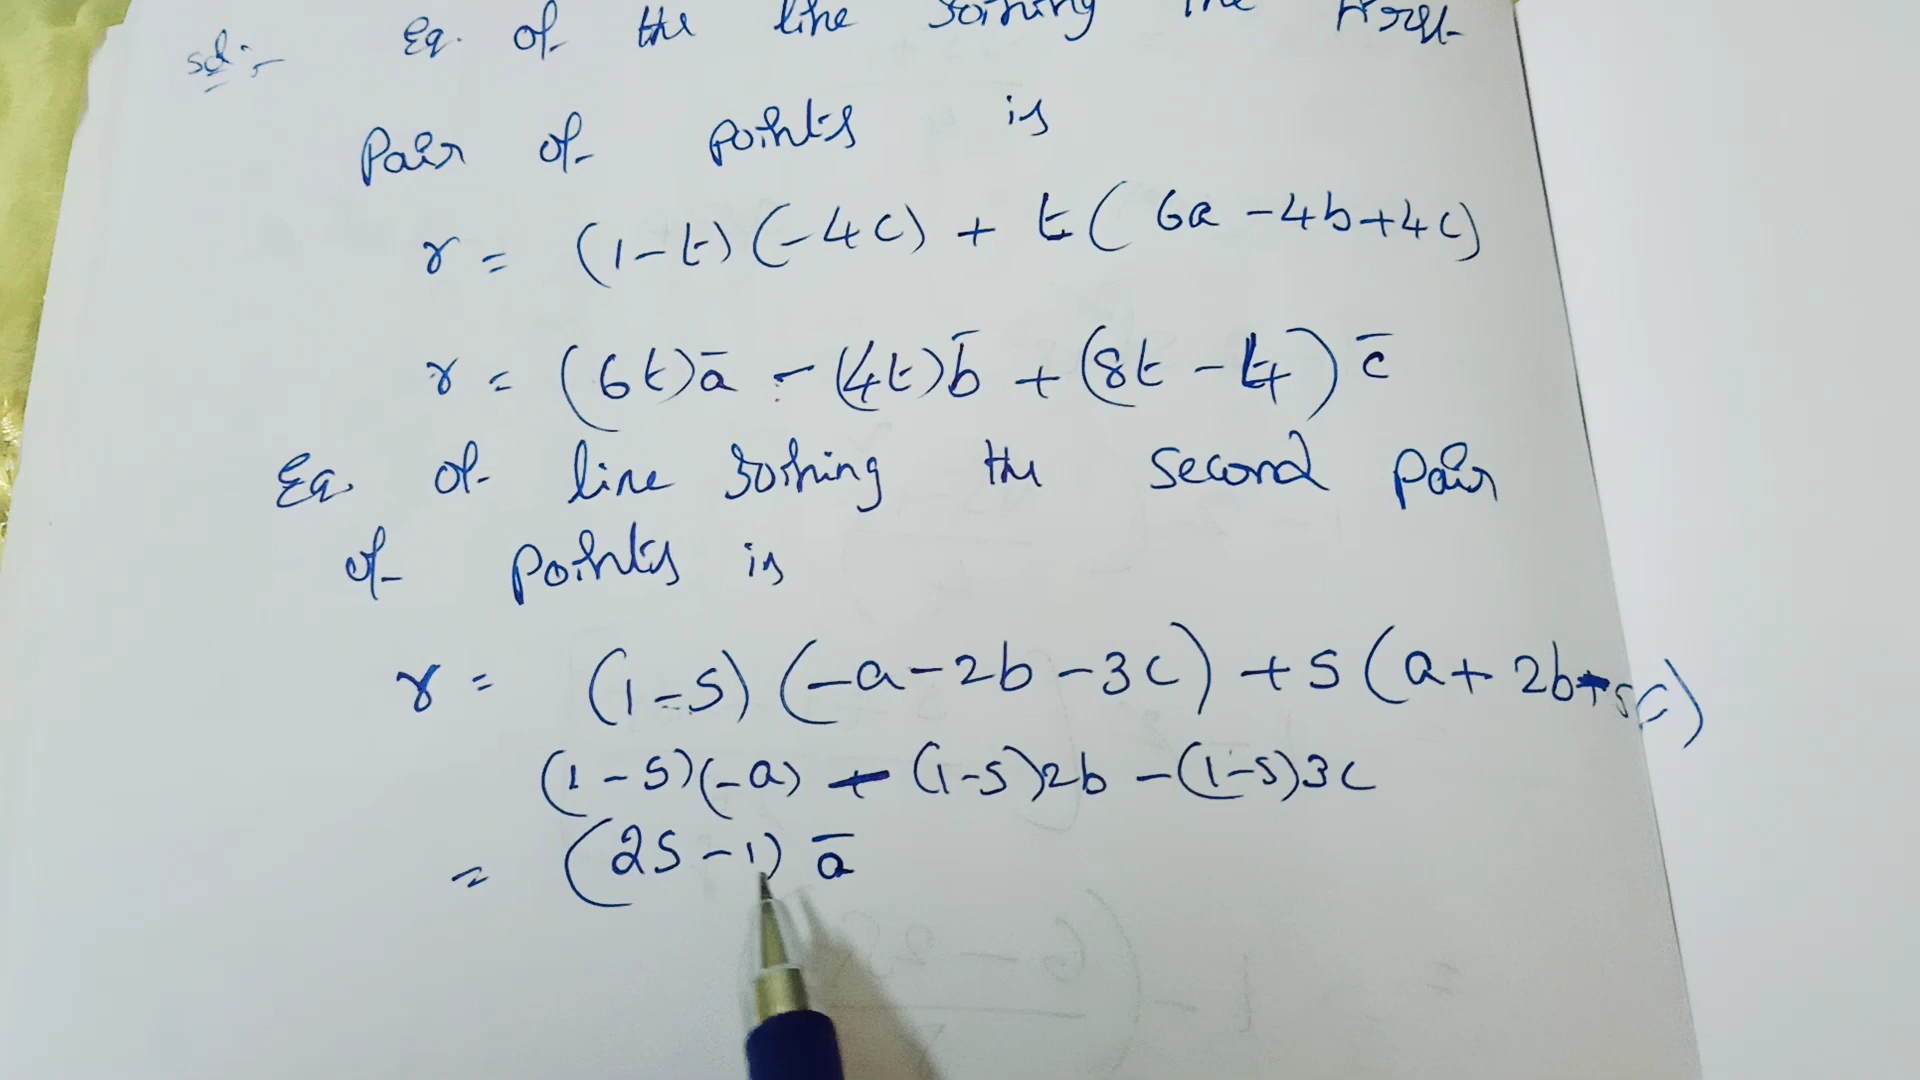 sol:- Eq. of the line joining the first
Pair of points is
r = (1-t)(-4c) + t(6a-4b+4c)
r = (6t)a̅ - (4t)b̅ + (8t-4)c̅
Eq. of line joining the second Pair
of points is
r = (1-s)(-a-2b-3c) + s(a+2b-5c)
(1-s)(-a) - (1-s)2b - (1-s)3c
= (2s-1) a̅